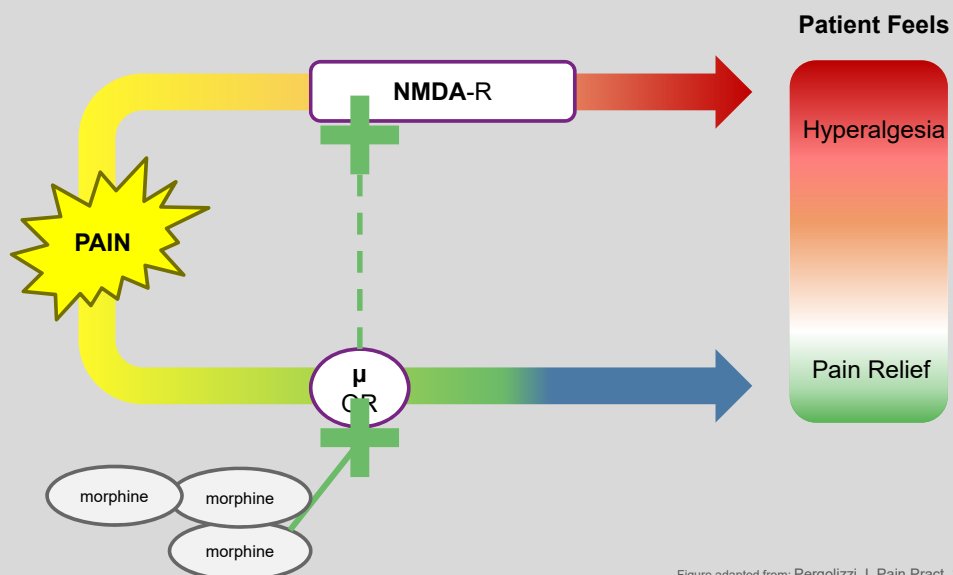 Patient Feels
NMDA-R
Hyperalgesia
PAIN
µ
OR
Pain Relief
morphine
morphine
morphine
Figure adapted from: Pergolizzi J. Pain Pract.